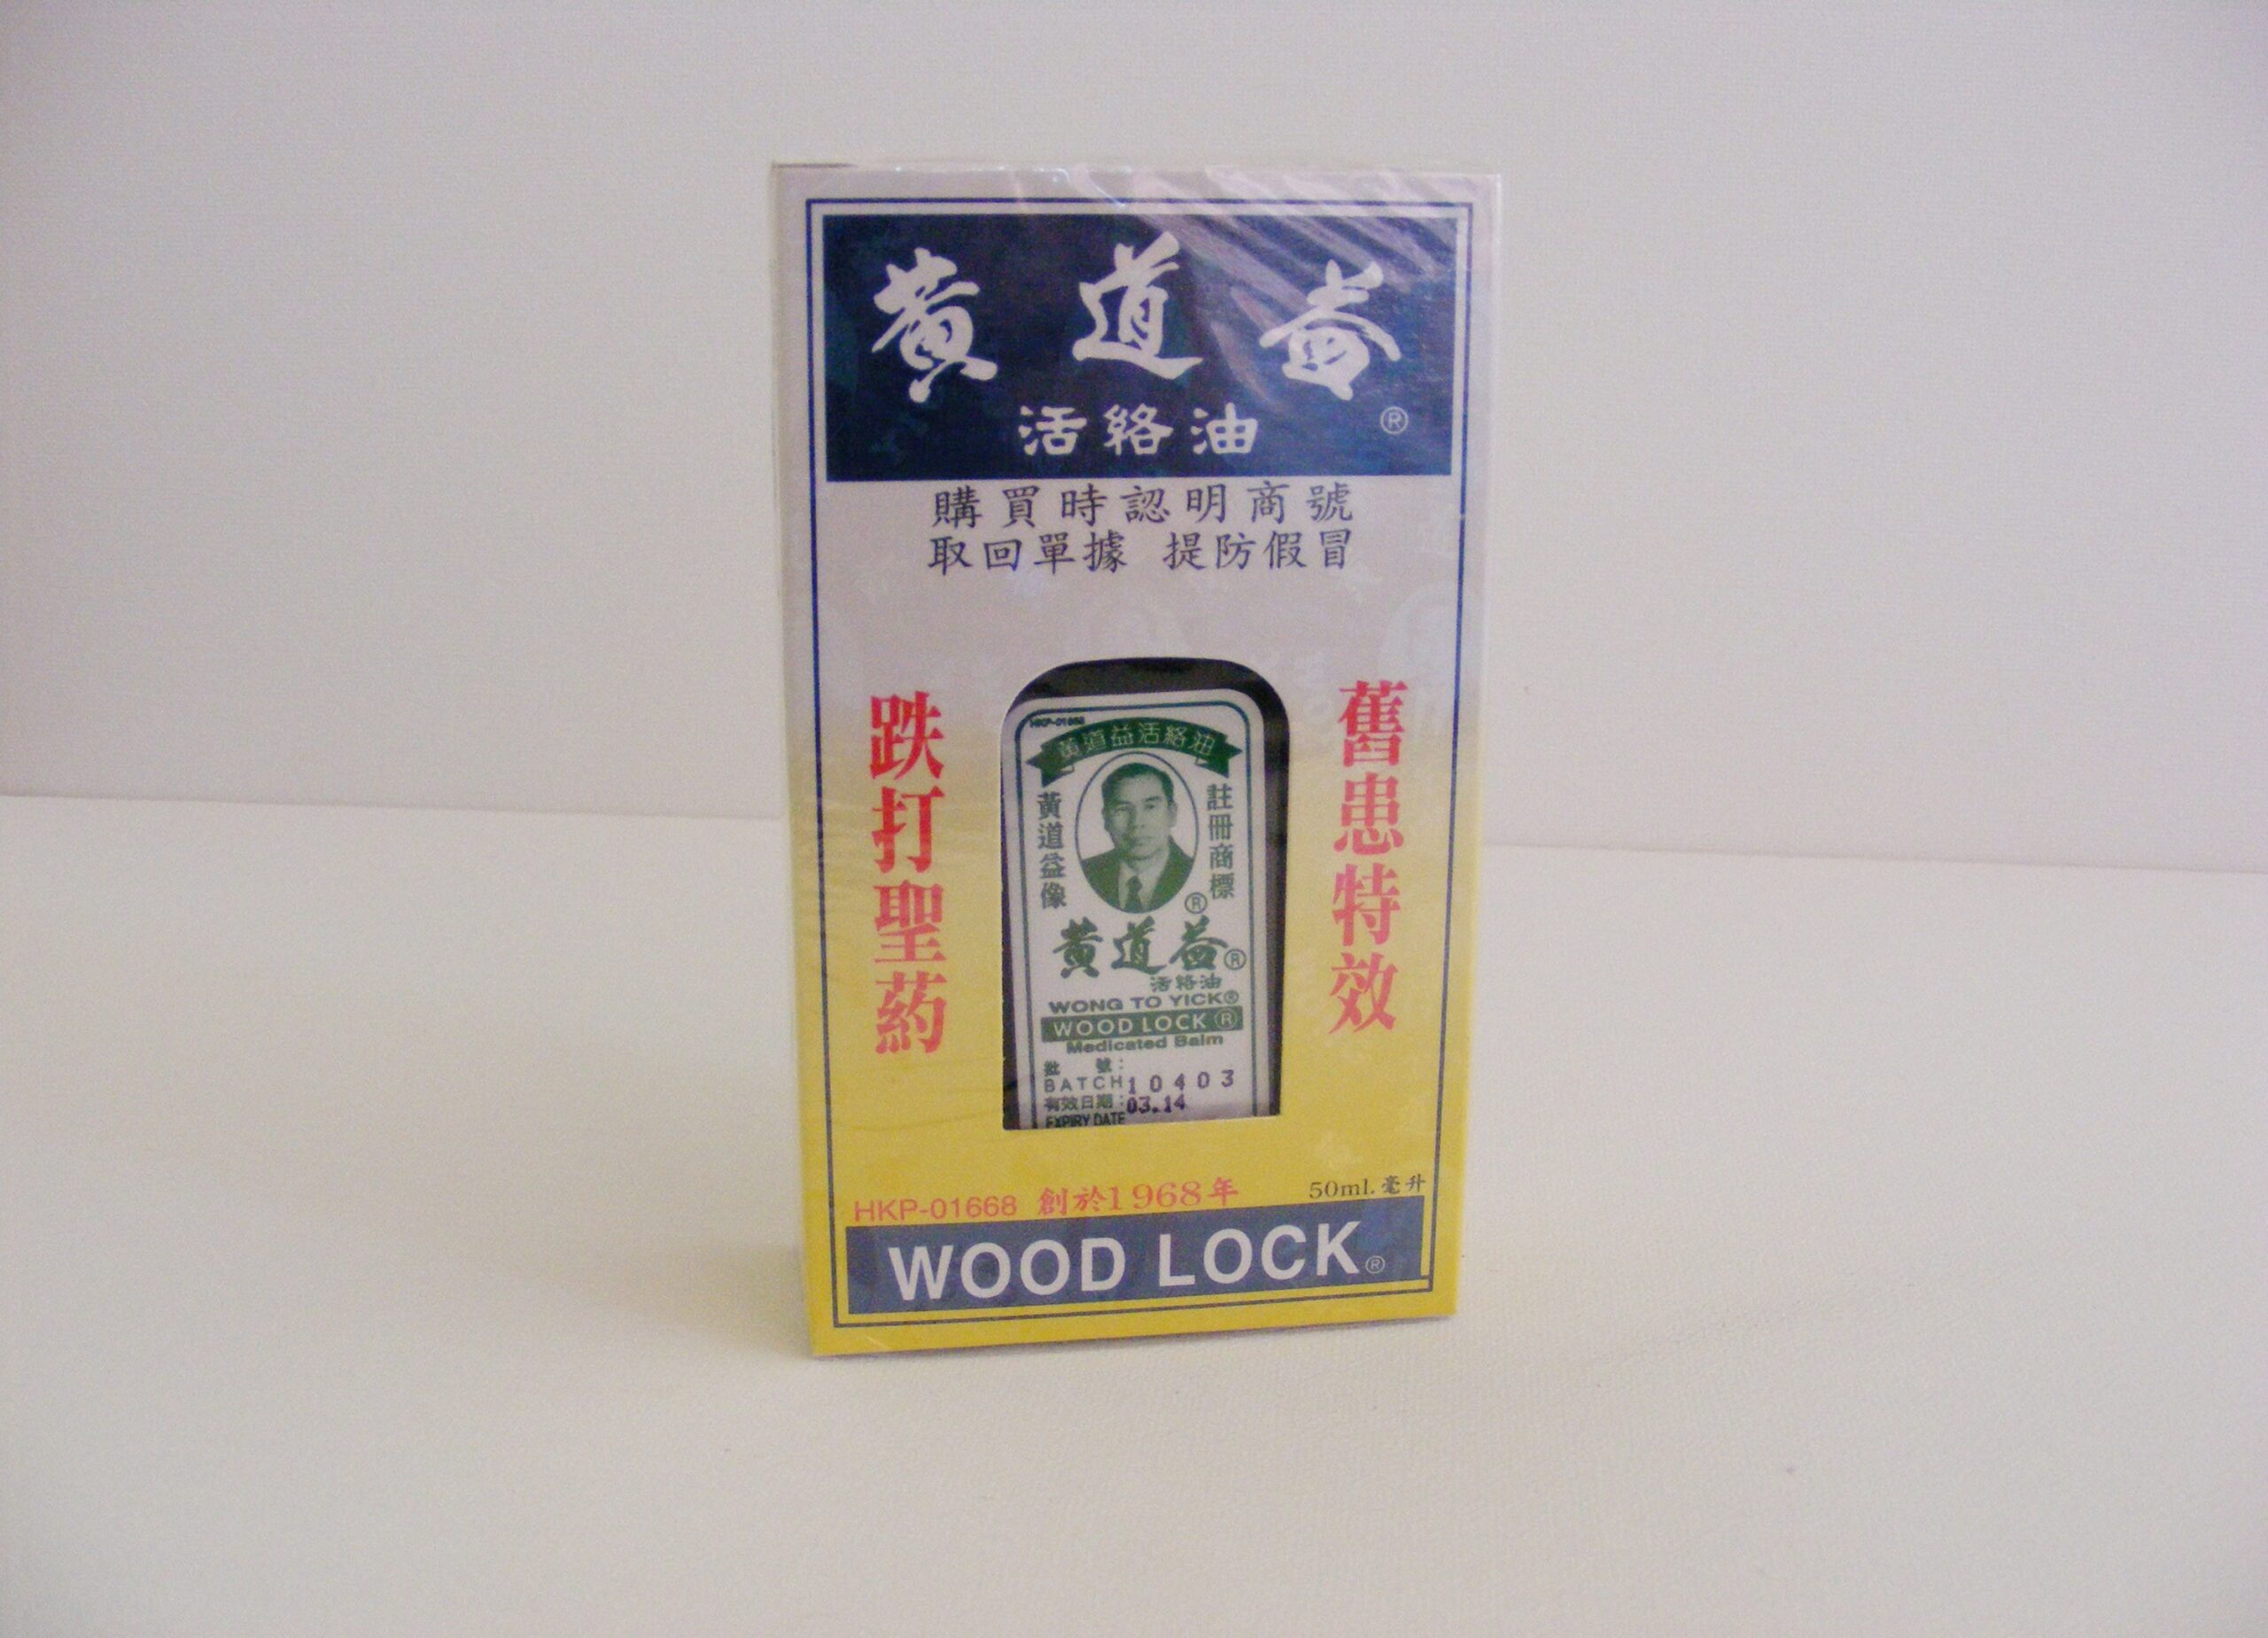 黃道益
活絡油 ®
購買時認明商號
取回單據 提防假冒
跌打聖葯
舊患特效
HKP-01668
黃道益活絡油
黃道益像
註冊商標
®
黃道益®
活絡油
WONG TO YICK®
WOOD LOCK ®
Medicated Balm
批 號:
BATCH 10403
有效日期: 03.14
EXPIRY DATE
HKP-01668 創於1968年 50ml.毫升
WOOD LOCK®